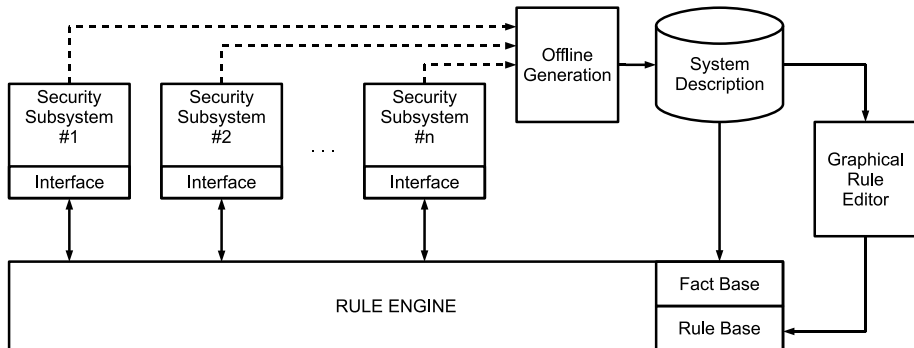 Offline
Generation
System
Description
Security
Subsystem
#1
Interface
Security
Subsystem
#2
Interface
. . .
Security
Subsystem
#n
Interface
Graphical
Rule
Editor
RULE ENGINE
Fact Base
Rule Base